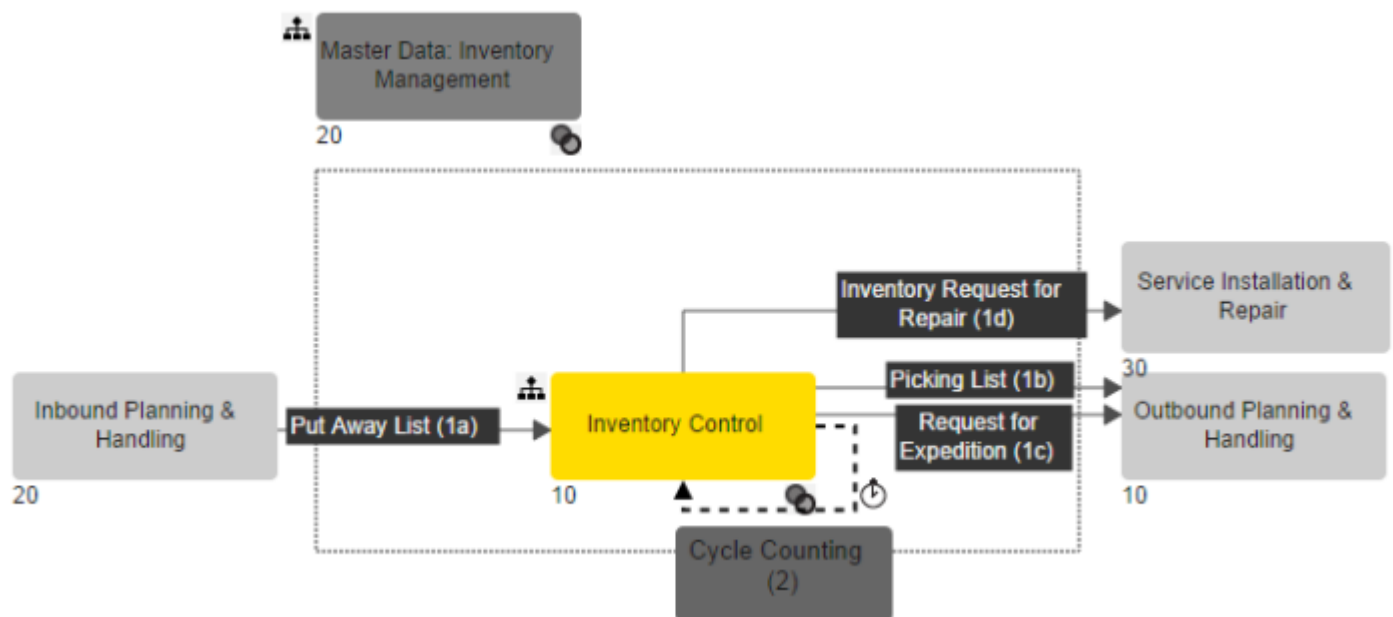 Master Data: Inventory
Management
20
Service Installation &
Repair
30
Inventory Request for
Repair (1d)
Picking List (1b)
Request for
Expedition (1c)
Outbound Planning &
Handling
10
Inbound Planning &
Handling
20
Put Away List (1a)
Inventory Control
10
Cycle Counting
(2)